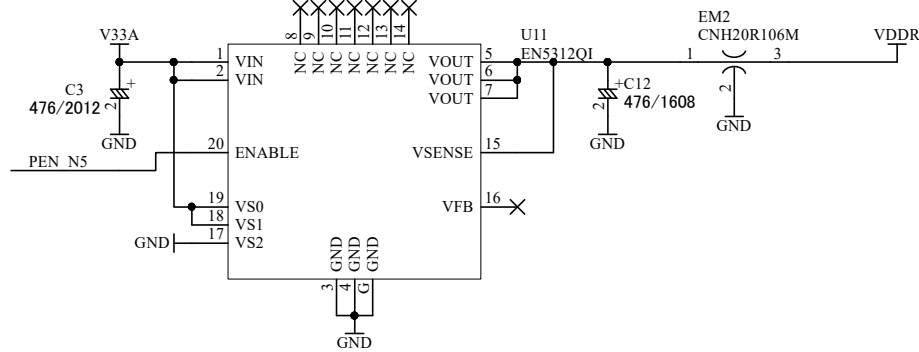 8 9 10 11 12 13 14
NC NC NC NC NC NC NC
V33A
1 VIN
2 VIN
C3
+
476/2012
2
GND
PEN_N5
20 ENABLE
19 VS0
18 VS1
GND 17 VS2
GND GND GND
3 4 G
GND
U11
EN5312QI
VOUT 5
VOUT 6
VOUT 7
VSENSE 15
VFB 16
+C12
476/1608
2
GND
EM2
CNH20R106M
1 3
2
GND
VDDR